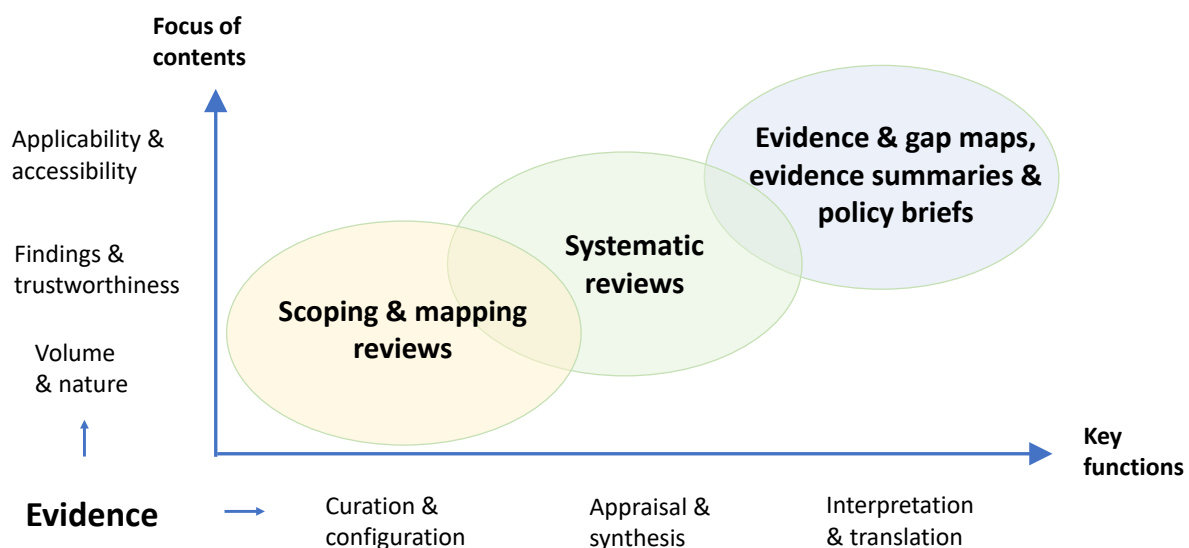 Focus of
contents
Applicability &
accessibility
Findings &
trustworthiness
Volume
& nature
Evidence & gap maps,
evidence summaries &
policy briefs
Systematic
reviews
Scoping & mapping
reviews
Key
functions
Evidence
Curation &
configuration
Appraisal &
synthesis
Interpretation
& translation